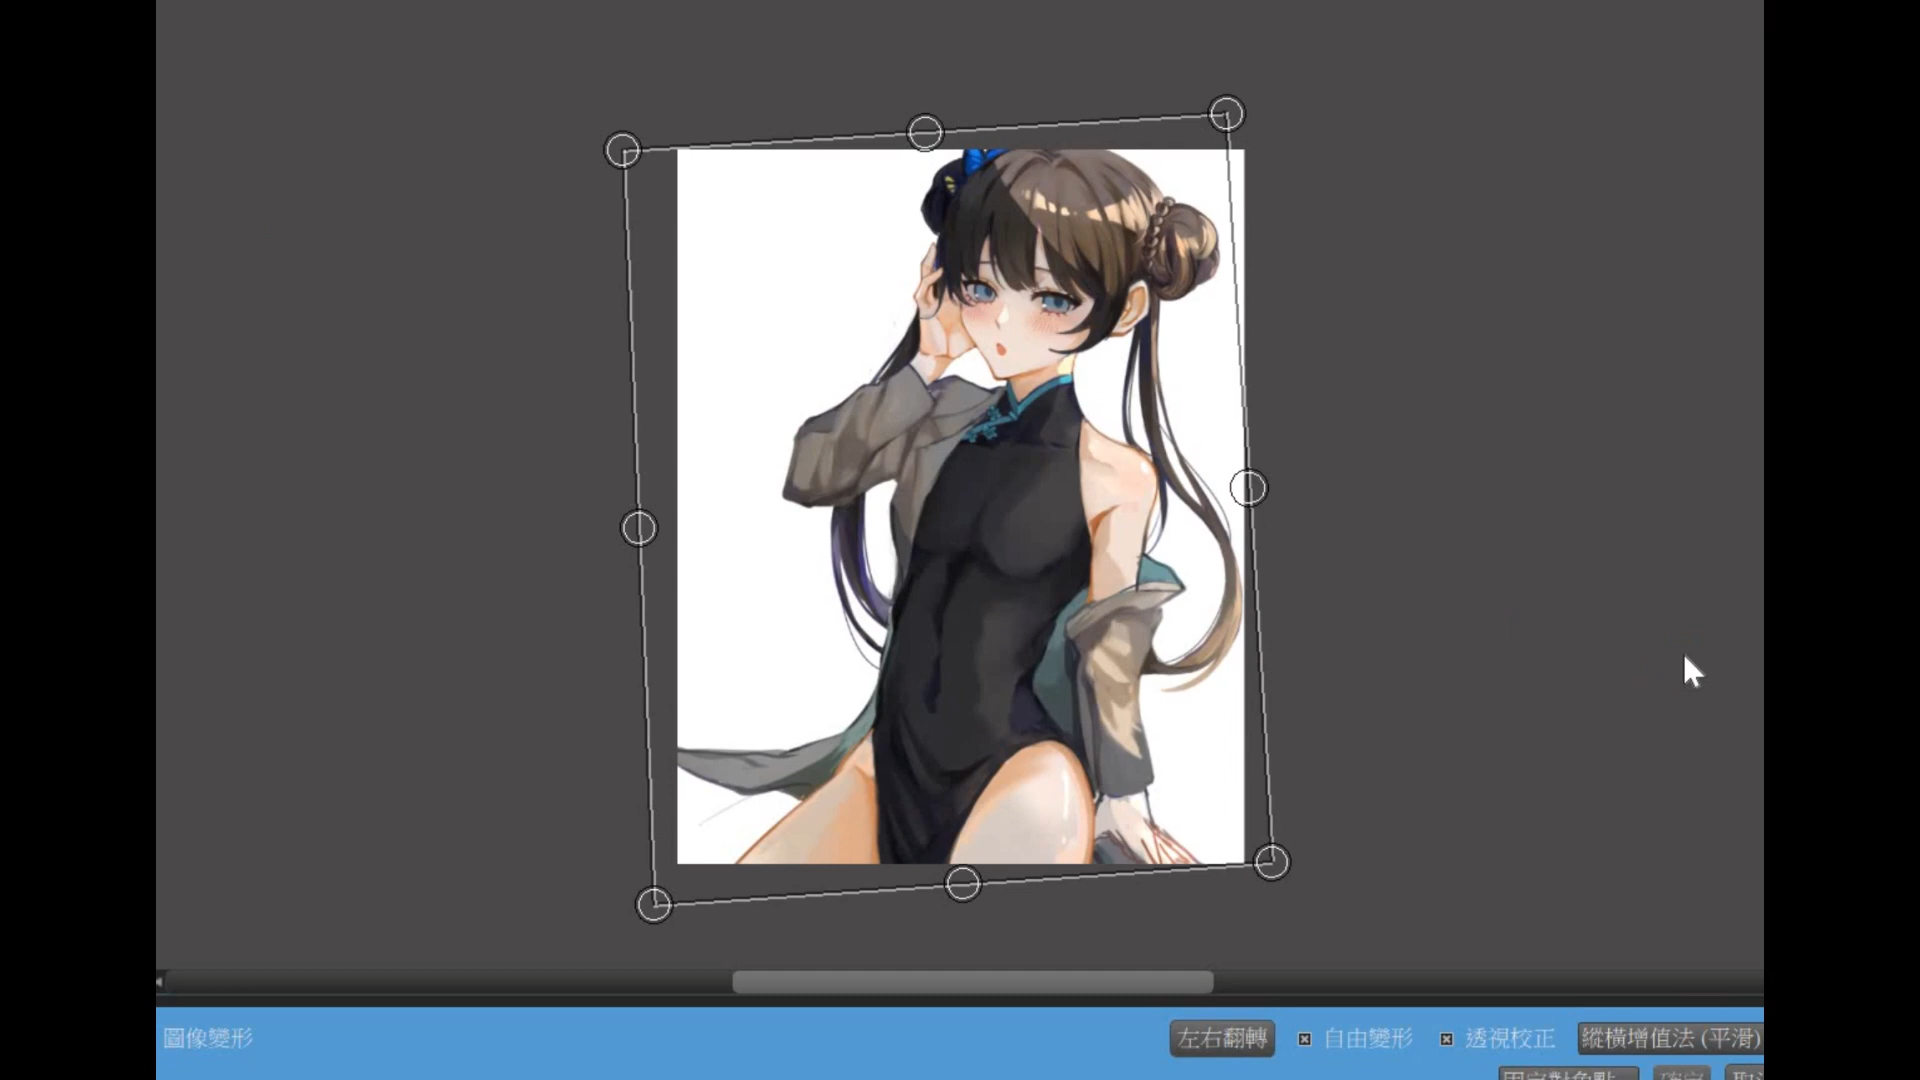 圖像變形
左右翻轉
自由變形
透視校正
縱橫增值法 (平滑)